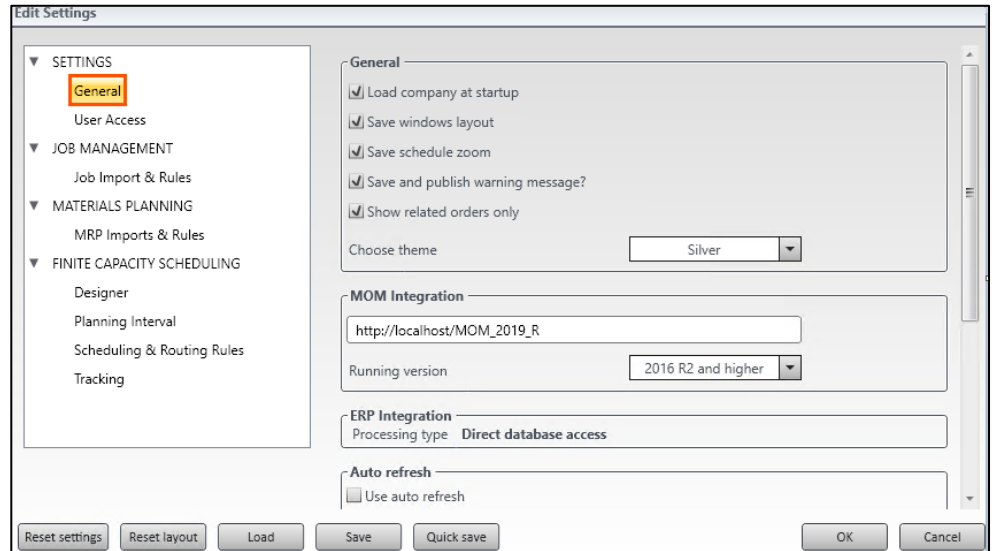 Edit Settings
SETTINGS
General
User Access
JOB MANAGEMENT
Job Import & Rules
MATERIALS PLANNING
MRP Imports & Rules
FINITE CAPACITY SCHEDULING
Designer
Planning Interval
Scheduling & Routing Rules
Tracking
General
Load company at startup
Save windows layout
Save schedule zoom
Save and publish warning message?
Show related orders only
Choose theme Silver
MOM Integration
http://localhost/MOM_2019_R
Running version 2016 R2 and higher
ERP Integration
Processing type Direct database access
Auto refresh
Use auto refresh
Reset settings Reset layout Load Save Quick save OK Cancel